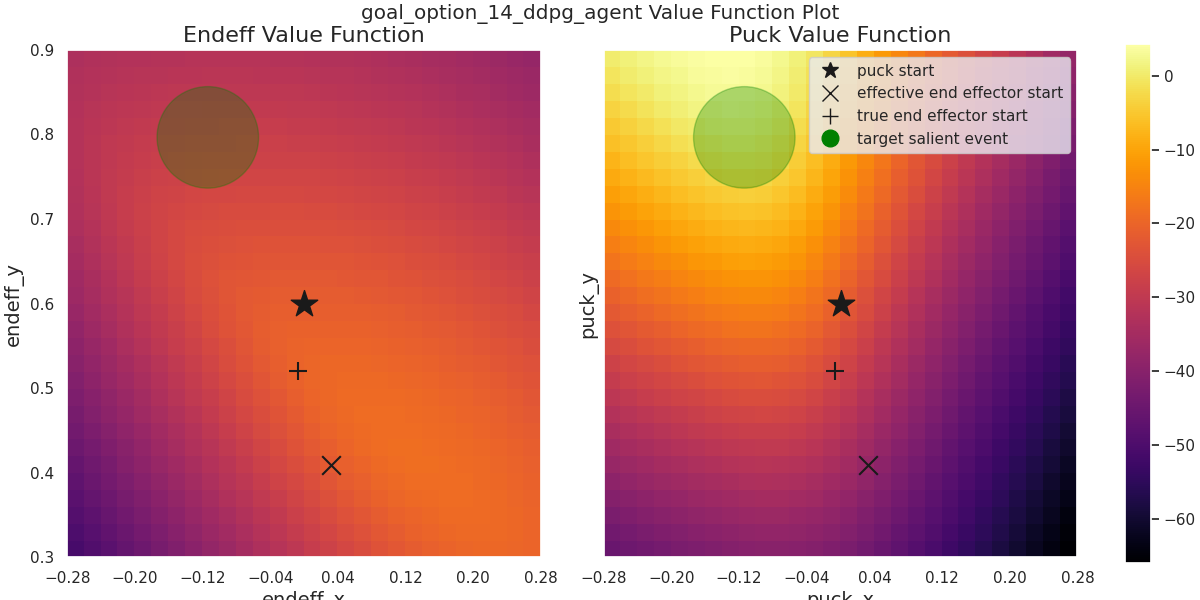 goal_option_14_ddpg_agent Value Function Plot
Endeff Value Function
Puck Value Function
0.9
0.8
0.7
0.6
0.5
0.4
0.3
endeff_y
−0.28 −0.20 −0.12 −0.04 0.04 0.12 0.20 0.28
endeff_x
puck_y
puck start
effective end effector start
true end effector start
target salient event
−0.28 −0.20 −0.12 −0.04 0.04 0.12 0.20 0.28
puck_x
0
−10
−20
−30
−40
−50
−60